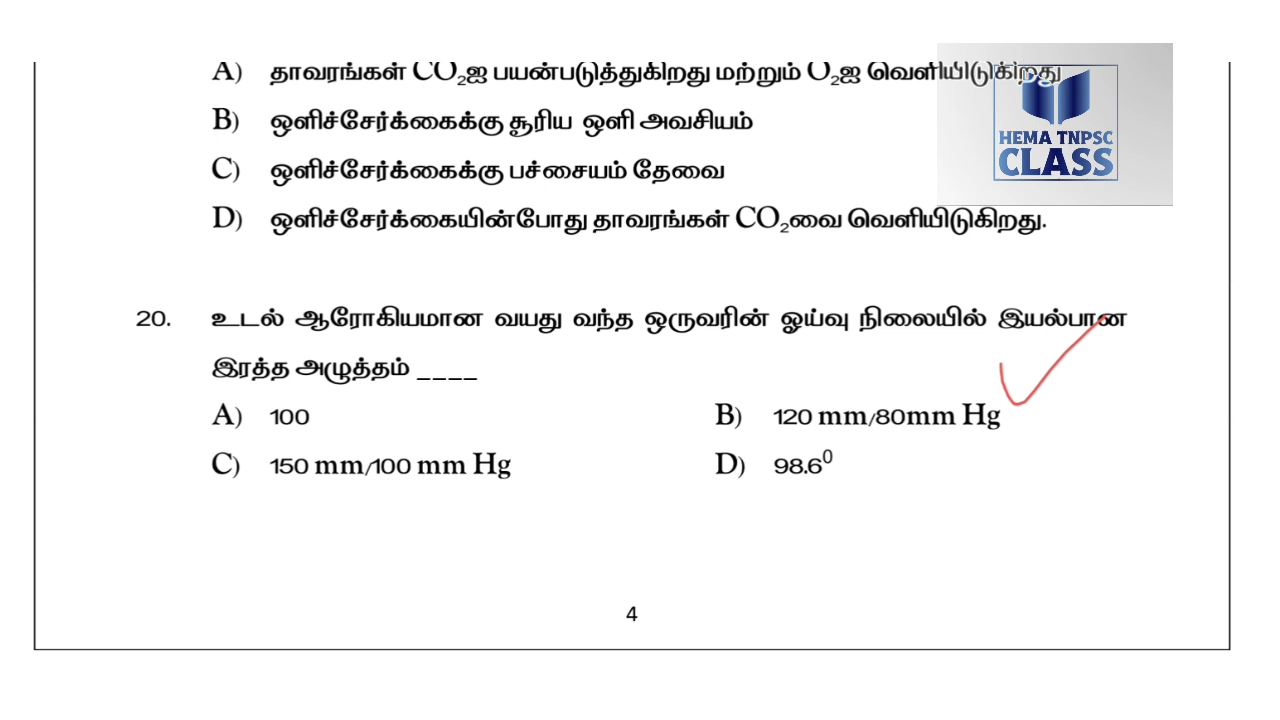 A) தாவரங்கள் CO₂ஐ பயன்படுத்துகிறது மற்றும் O₂ஐ வெளியிடுகிறது
HEMA TNPSC
CLASS
B) ஒளிச்சேர்க்கைக்கு சூரிய ஒளி அவசியம்
C) ஒளிச்சேர்க்கைக்கு பச்சையம் தேவை
D) ஒளிச்சேர்க்கையின்போது தாவரங்கள் CO₂வை வெளியிடுகிறது.
20. உடல் ஆரோகியமான வயது வந்த ஒருவரின் ஓய்வு நிலையில் இயல்பான
இரத்த அழுத்தம் ____
A) 100 B) 120 mm/80mm Hg
C) 150 mm/100 mm Hg D) 98.6⁰
4